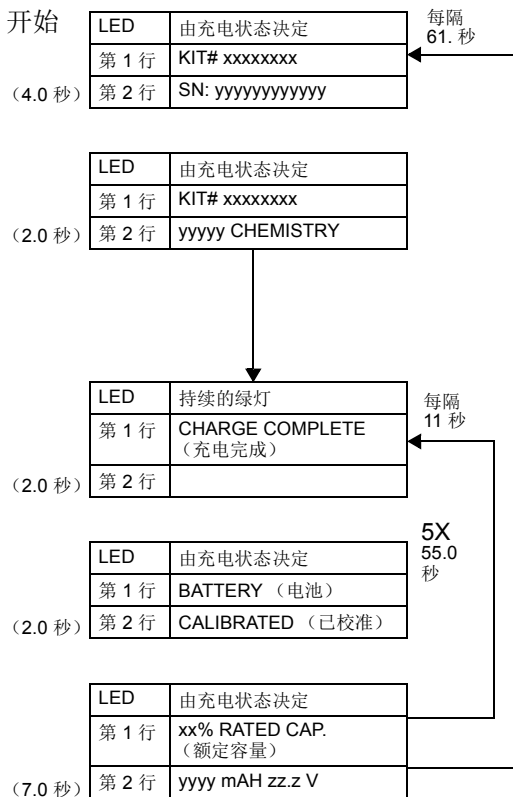 开始
每隔
61. 秒
LED 由充电状态决定
第 1 行 KIT# xxxxxxxx
（4.0 秒） 第 2 行 SN: yyyyyyyyyyyy
LED 由充电状态决定
第 1 行 KIT# xxxxxxxx
（2.0 秒） 第 2 行 yyyyy CHEMISTRY
LED 持续的绿灯
每隔
11 秒
第 1 行 CHARGE COMPLETE
（充电完成）
（2.0 秒） 第 2 行
5X
55.0
秒
LED 由充电状态决定
第 1 行 BATTERY （电池）
（2.0 秒） 第 2 行 CALIBRATED （已校准）
LED 由充电状态决定
第 1 行 xx% RATED CAP.
（额定容量）
（7.0 秒） 第 2 行 yyyy mAH zz.z V